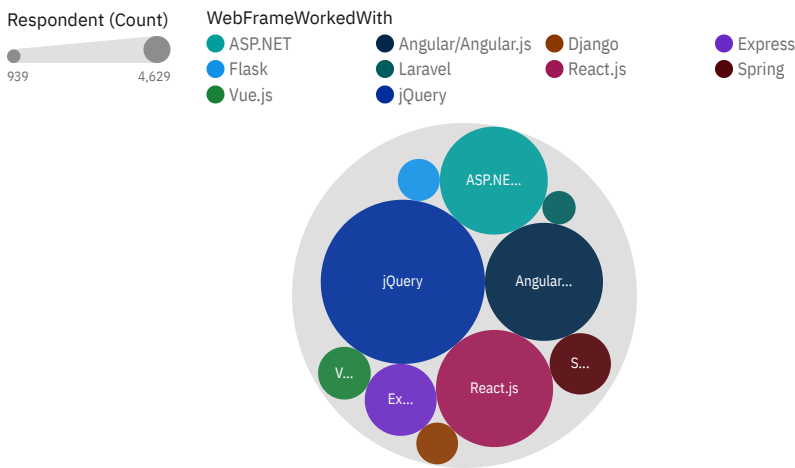 Respondent (Count)
939 4,629
WebFrameWorkedWith
ASP.NET Angular/Angular.js Django Express
Flask Laravel React.js Spring
Vue.js jQuery
ASP.NE...
jQuery Angular...
S...
V...
React.js
Ex...